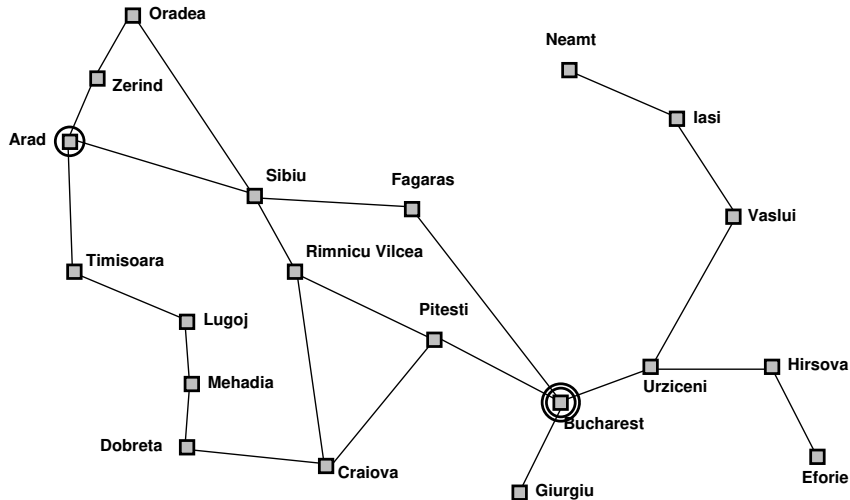 Oradea
Neamt
Zerind
Iasi
Arad
Sibiu
Fagaras
Vaslui
Rimnicu Vilcea
Timisoara
Pitesti
Lugoj
Hirsova
Mehadia
Urziceni
Bucharest
Dobreta
Craiova
Eforie
Giurgiu